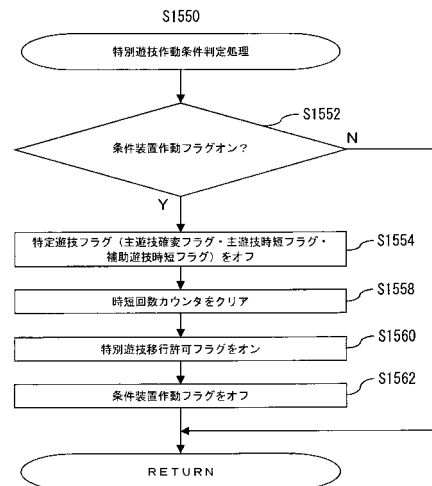 S1550
特別遊技作動条件判定処理
S1552
条件装置作動フラグオン？
N
Y
特定遊技フラグ（主遊技確変フラグ・主遊技時短フラグ・
補助遊技時短フラグ）をオフ
S1554
時短回数カウンタをクリア
S1558
特別遊技移行許可フラグをオン
S1560
条件装置作動フラグをオフ
S1562
RETURN